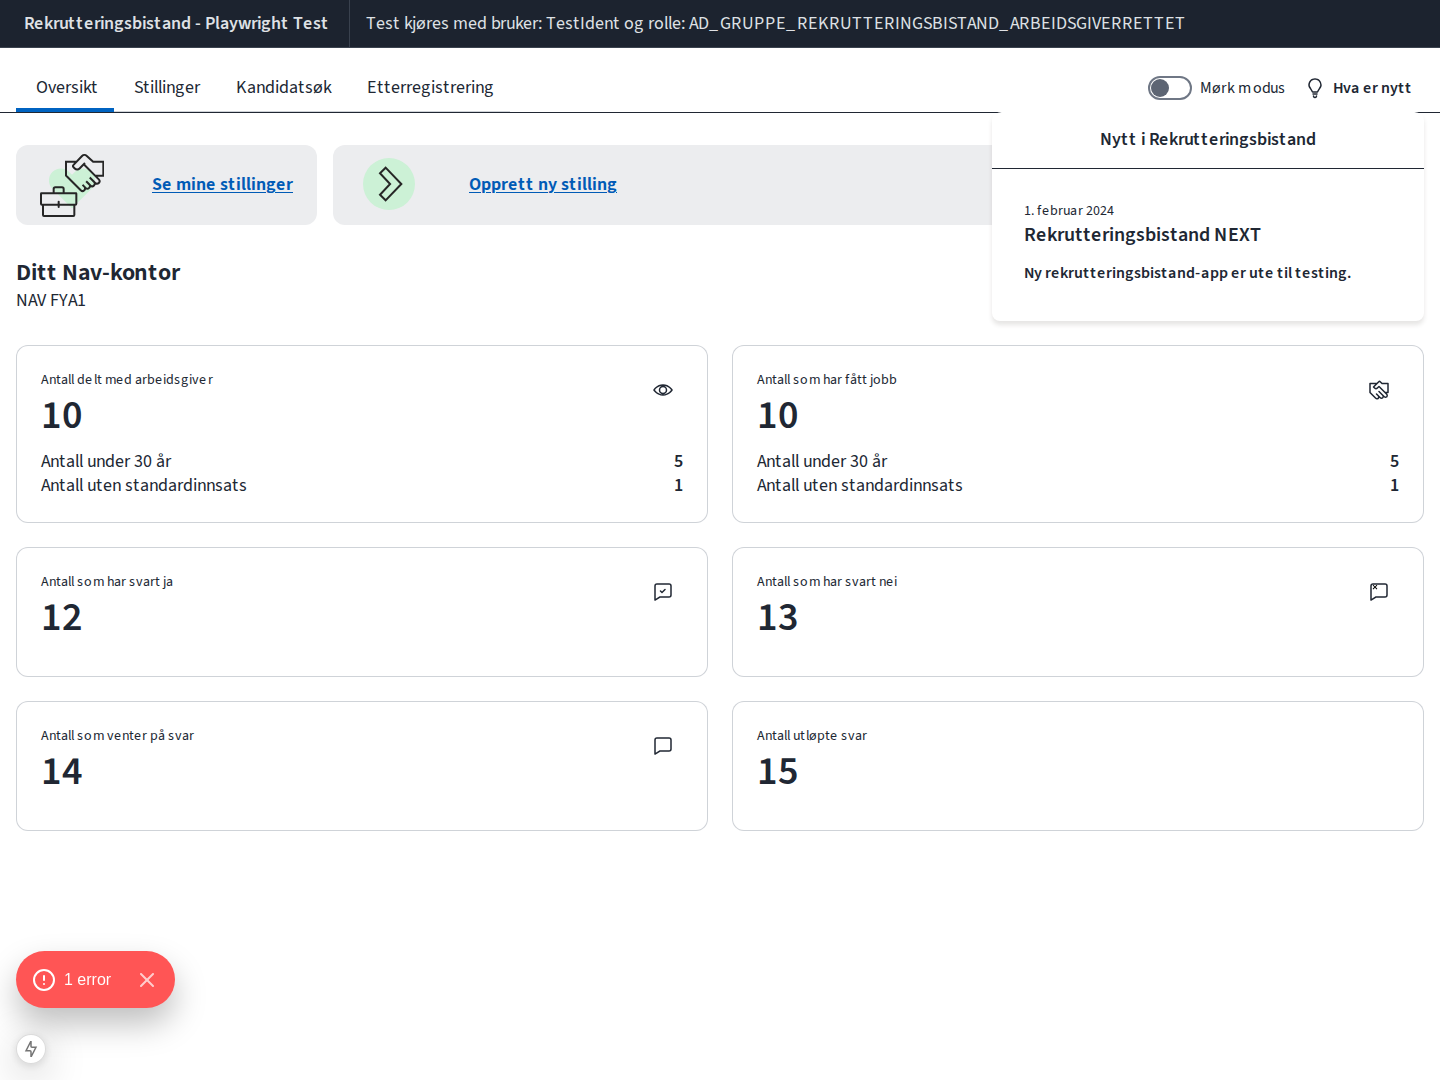 Rekrutteringsbistand - Playwright Test
Test kjøres med bruker: TestIdent og rolle: AD_GRUPPE_REKRUTTERINGSBISTAND_ARBEIDSGIVERRETTET
Oversikt
Stillinger
Kandidatsøk
Etterregistrering
Mørk modus
Hva er nytt
Nytt i Rekrutteringsbistand
1. februar 2024
Rekrutteringsbistand NEXT
Ny rekrutteringsbistand-app er ute til testing.
Se mine stillinger
Opprett ny stilling
Ditt Nav-kontor
NAV FYA1
Antall delt med arbeidsgiver
10
Antall under 30 år 5
Antall uten standardinnsats 1
Antall som har fått jobb
10
Antall under 30 år 5
Antall uten standardinnsats 1
Antall som har svart ja
12
Antall som har svart nei
13
Antall som venter på svar
14
Antall utløpte svar
15
1 error